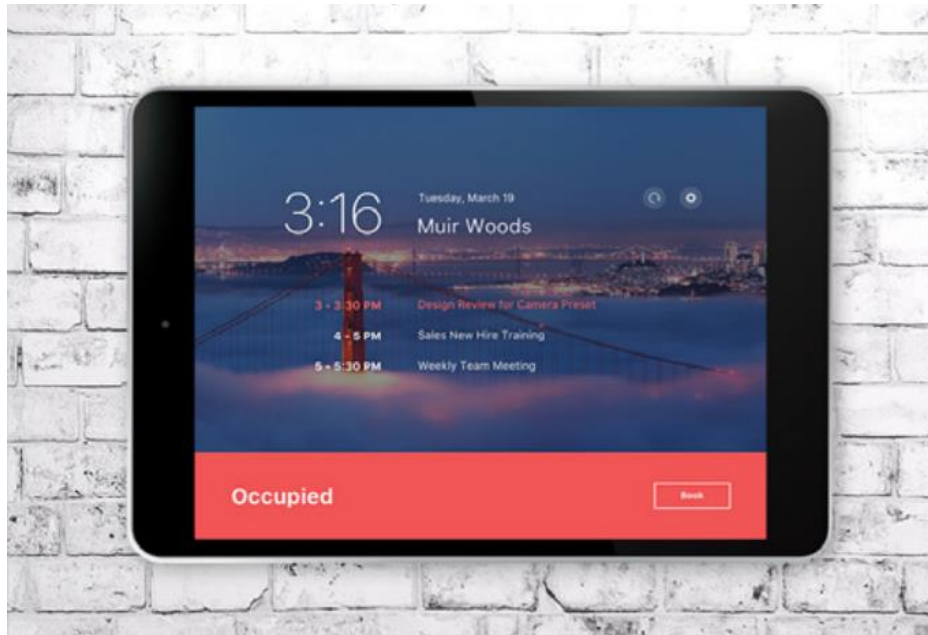 3:16
Tuesday, March 19
Muir Woods
3 - 3:30 PM Design Review for Camera Preset
4 - 5 PM Sales New Hire Training
5 - 5:30 PM Weekly Team Meeting
Occupied
Book